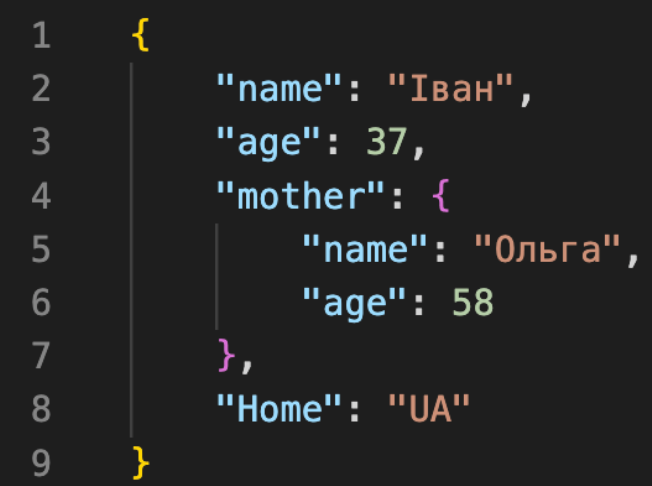 1 {
2     "name": "Іван",
3     "age": 37,
4     "mother": {
5         "name": "Ольга",
6         "age": 58
7     },
8     "Home": "UA"
9 }